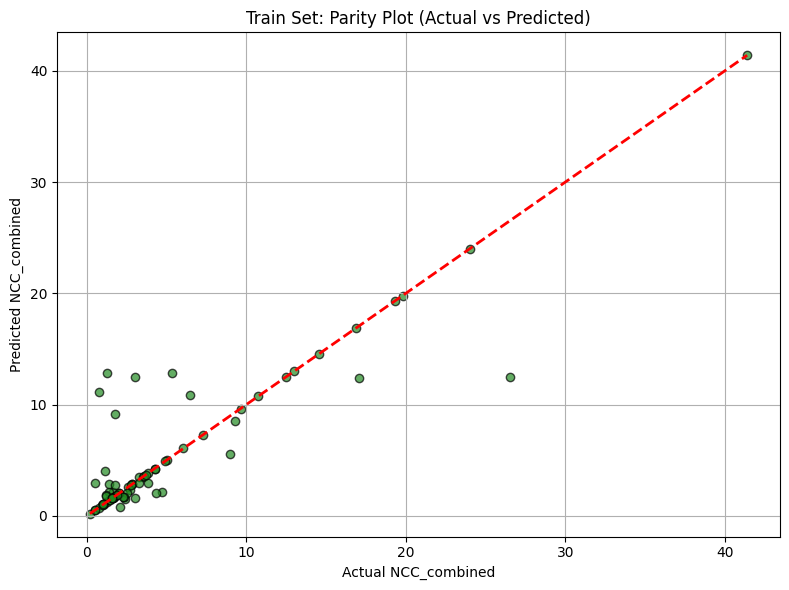 Train Set: Parity Plot (Actual vs Predicted)
Predicted NCC_combined
40
30
20
10
0
0 10 20 30 40
Actual NCC_combined